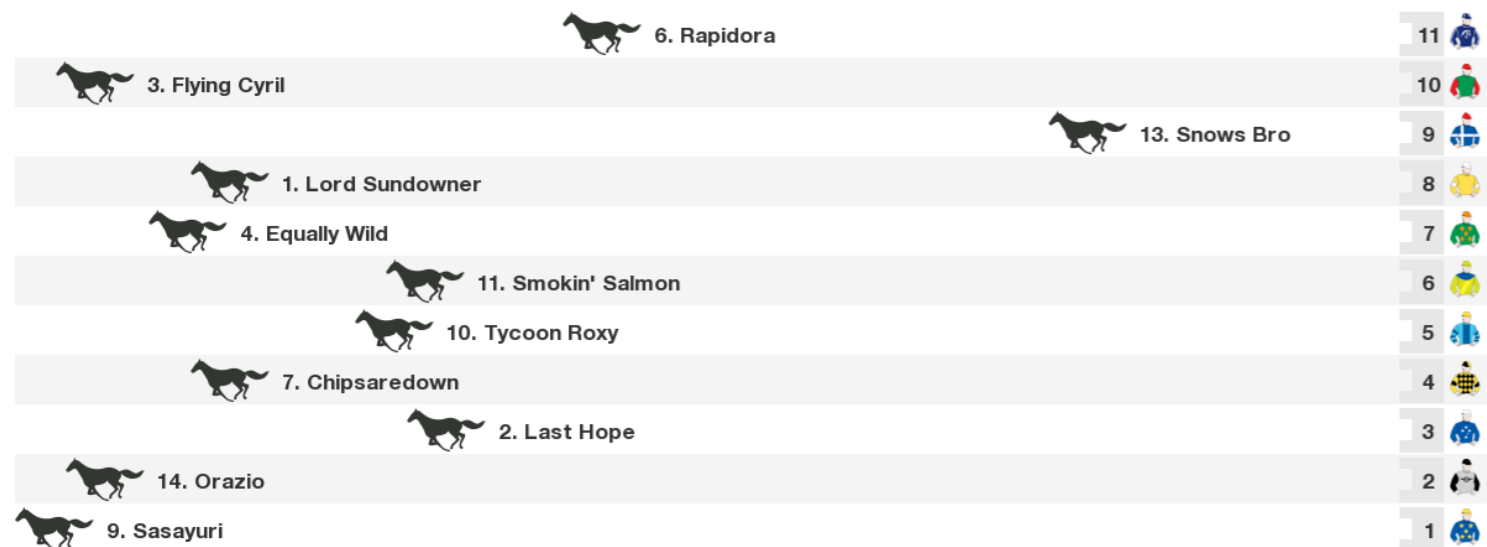 6. Rapidora 11
3. Flying Cyril 10
13. Snows Bro 9
1. Lord Sundowner 8
4. Equally Wild 7
11. Smokin' Salmon 6
10. Tycoon Roxy 5
7. Chipsaredown 4
2. Last Hope 3
14. Orazio 2
9. Sasayuri 1